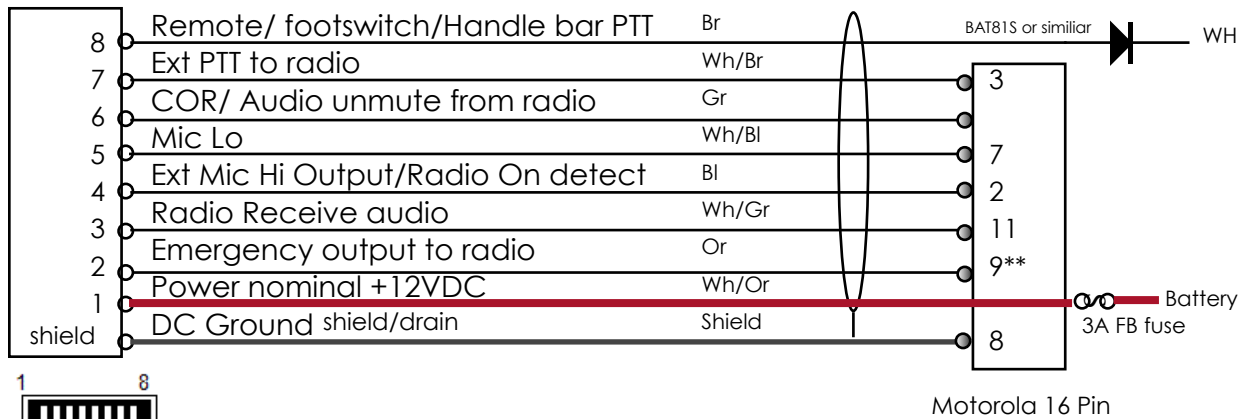 8 Remote/ footswitch/Handle bar PTT Br BAT81S or similiar WH
7 Ext PTT to radio Wh/Br 3
6 COR/ Audio unmute from radio Gr
5 Mic Lo Wh/Bl 7
4 Ext Mic Hi Output/Radio On detect Bl 2
3 Radio Receive audio Wh/Gr 11
2 Emergency output to radio Or 9**
1 Power nominal +12VDC Wh/Or Battery
3A FB fuse
shield DC Ground shield/drain Shield 8
1 8
Motorola 16 Pin